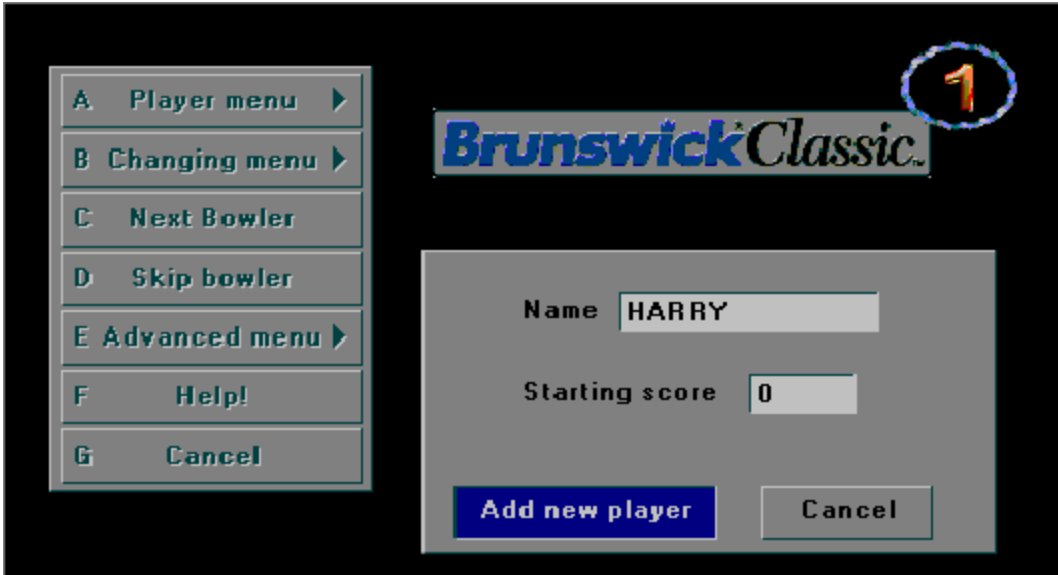 1
Brunswick Classic™
A Player menu
B Changing menu
C Next Bowler
D Skip bowler
E Advanced menu
F Help!
G Cancel
Name HARRY
Starting score 0
Add new player Cancel